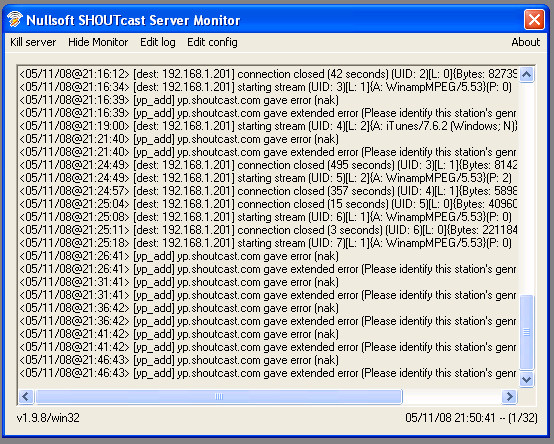 Nullsoft SHOUTcast Server Monitor
Kill server Hide Monitor Edit log Edit config About
<05/11/08@21:16:12> [dest: 192.168.1.201] connection closed (42 seconds) (UID: 2)[L: 0]{Bytes: 82739
<05/11/08@21:16:34> [dest: 192.168.1.201] starting stream (UID: 3)[L: 1]{A: WinampMPEG/5.53}(P: 0)
<05/11/08@21:16:39> [yp_add] yp.shoutcast.com gave error (nak)
<05/11/08@21:16:39> [yp_add] yp.shoutcast.com gave extended error (Please identify this station's genr
<05/11/08@21:19:00> [dest: 192.168.1.201] starting stream (UID: 4)[L: 2]{A: iTunes/7.6.2 (Windows; N)}
<05/11/08@21:21:40> [yp_add] yp.shoutcast.com gave error (nak)
<05/11/08@21:21:40> [yp_add] yp.shoutcast.com gave extended error (Please identify this station's genr
<05/11/08@21:24:49> [dest: 192.168.1.201] connection closed (495 seconds) (UID: 3)[L: 1]{Bytes: 8142
<05/11/08@21:24:49> [dest: 192.168.1.201] starting stream (UID: 5)[L: 2]{A: WinampMPEG/5.53}(P: 2)
<05/11/08@21:24:57> [dest: 192.168.1.201] connection closed (357 seconds) (UID: 4)[L: 1]{Bytes: 5898
<05/11/08@21:25:04> [dest: 192.168.1.201] connection closed (15 seconds) (UID: 5)[L: 0]{Bytes: 40960
<05/11/08@21:25:08> [dest: 192.168.1.201] starting stream (UID: 6)[L: 1]{A: WinampMPEG/5.53}(P: 0)
<05/11/08@21:25:11> [dest: 192.168.1.201] connection closed (3 seconds) (UID: 6)[L: 0]{Bytes: 221184
<05/11/08@21:25:18> [dest: 192.168.1.201] starting stream (UID: 7)[L: 1]{A: WinampMPEG/5.53}(P: 0)
<05/11/08@21:26:41> [yp_add] yp.shoutcast.com gave error (nak)
<05/11/08@21:26:41> [yp_add] yp.shoutcast.com gave extended error (Please identify this station's genr
<05/11/08@21:31:41> [yp_add] yp.shoutcast.com gave error (nak)
<05/11/08@21:31:41> [yp_add] yp.shoutcast.com gave extended error (Please identify this station's genr
<05/11/08@21:36:42> [yp_add] yp.shoutcast.com gave error (nak)
<05/11/08@21:36:42> [yp_add] yp.shoutcast.com gave extended error (Please identify this station's genr
<05/11/08@21:41:42> [yp_add] yp.shoutcast.com gave error (nak)
<05/11/08@21:41:42> [yp_add] yp.shoutcast.com gave extended error (Please identify this station's genr
<05/11/08@21:46:43> [yp_add] yp.shoutcast.com gave error (nak)
<05/11/08@21:46:43> [yp_add] yp.shoutcast.com gave extended error (Please identify this station's genr
v1.9.8/win32 05/11/08 21:50:41 -- (1/32)